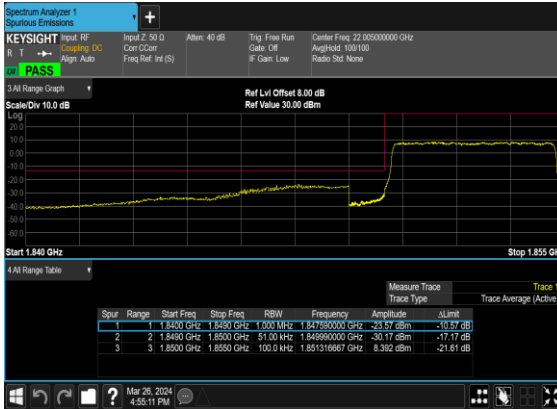 Spectrum Analyzer 1
Spurious Emissions
KEYSIGHT Input: RF Input Z: 50 Ω Atten: 40 dB Trig: Free Run Center Freq: 22.005000000 GHz
R T Coupling: DC Corr CCorr Gate: Off Avg|Hold: 100/100
Align: Auto Freq Ref: Int (S) IF Gain: Low Radio Std: None
PASS
3 All Range Graph
Ref Lvl Offset 8.00 dB
Scale/Div 10.0 dB Ref Value 30.00 dBm
Log
20.0
10.0
0.00
-10.0
-20.0
-30.0
-40.0
-50.0
-60.0
Start 1.840 GHz Stop 1.855 GH
4 All Range Table
Measure Trace Trace 1
Trace Type Trace Average (Active
Spur Range Start Freq Stop Freq RBW Frequency Amplitude ΔLimit
1 1 1.8400 GHz 1.8490 GHz 1.000 MHz 1.847590000 GHz -23.57 dBm -10.57 dB
2 2 1.8490 GHz 1.8500 GHz 51.00 kHz 1.849990000 GHz -30.17 dBm -17.17 dB
3 3 1.8500 GHz 1.8550 GHz 100.0 kHz 1.851316667 GHz 8.392 dBm -21.61 dB
Mar 26, 2024
4:55:11 PM